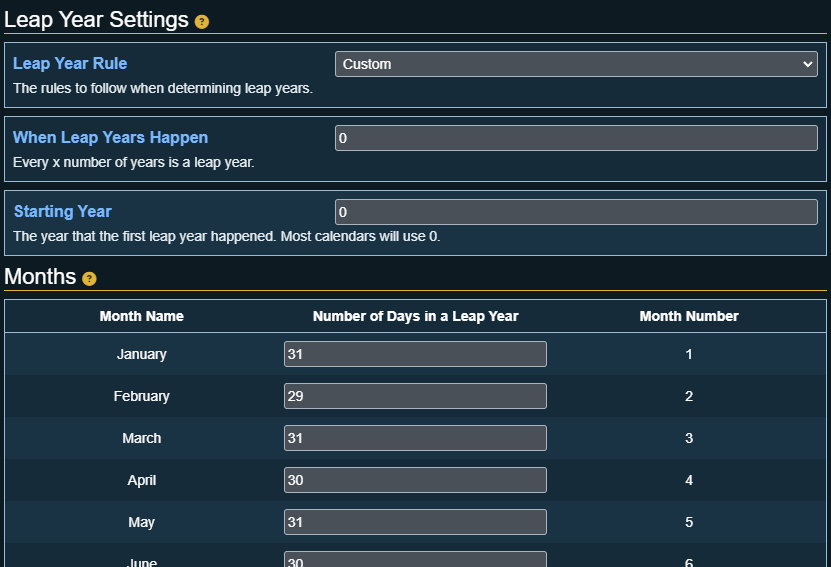 Leap Year Settings ?
Leap Year Rule
Custom
The rules to follow when determining leap years.
When Leap Years Happen
0
Every x number of years is a leap year.
Starting Year
0
The year that the first leap year happened. Most calendars will use 0.
Months ?
Month Name Number of Days in a Leap Year Month Number
January 31 1
February 29 2
March 31 3
April 30 4
May 31 5
June 30 6